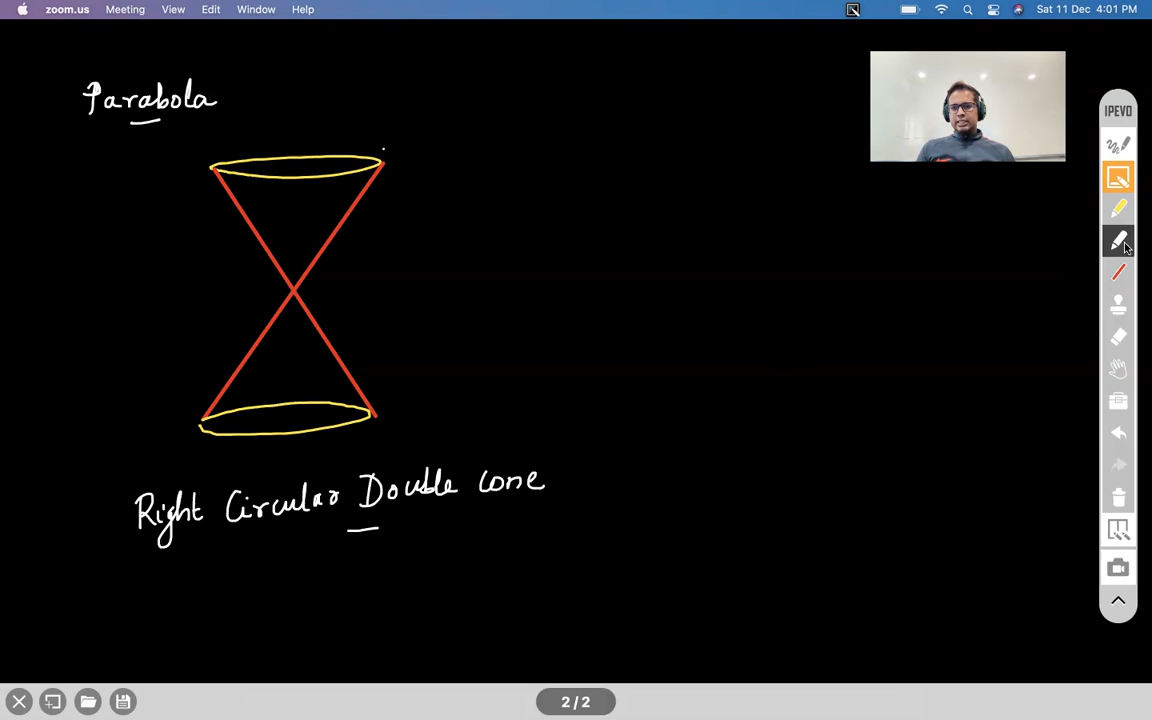 zoom.us Meeting View Edit Window Help Sat 11 Dec 4:01 PM
Parabola
IPEVO
Right Circular Double cone
2/2